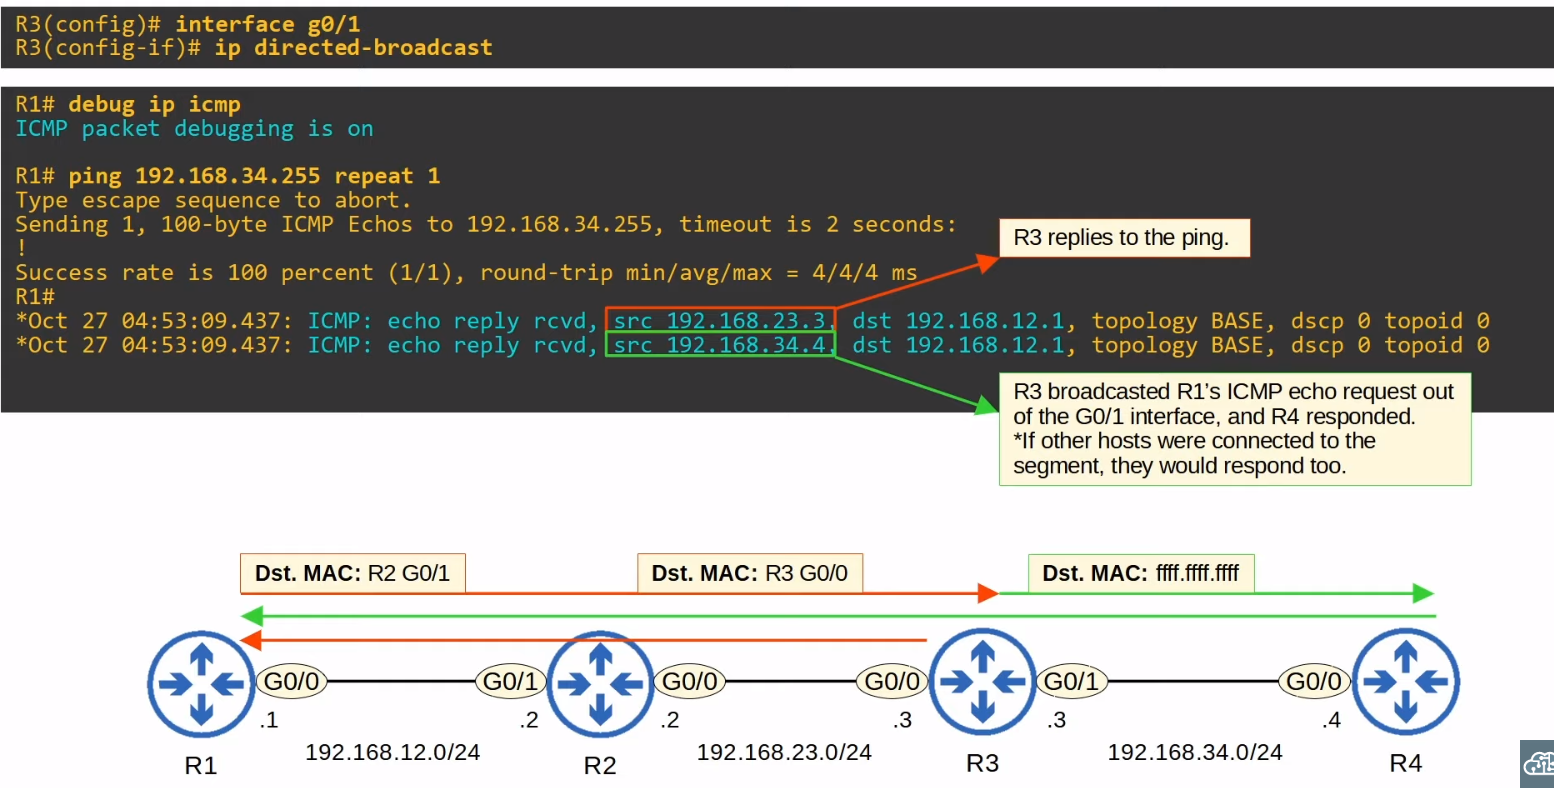 R3(config)# interface g0/1
R3(config-if)# ip directed-broadcast
R1# debug ip icmp
ICMP packet debugging is on
R1# ping 192.168.34.255 repeat 1
Type escape sequence to abort.
Sending 1, 100-byte ICMP Echos to 192.168.34.255, timeout is 2 seconds:
!
Success rate is 100 percent (1/1), round-trip min/avg/max = 4/4/4 ms
R1#
*Oct 27 04:53:09.437: ICMP: echo reply rcvd, src 192.168.23.3, dst 192.168.12.1, topology BASE, dscp 0 topoid 0
*Oct 27 04:53:09.437: ICMP: echo reply rcvd, src 192.168.34.4, dst 192.168.12.1, topology BASE, dscp 0 topoid 0
R3 replies to the ping.
R3 broadcasted R1’s ICMP echo request out
of the G0/1 interface, and R4 responded.
*If other hosts were connected to the
segment, they would respond too.
Dst. MAC: R2 G0/1
Dst. MAC: R3 G0/0
Dst. MAC: ffff.ffff.ffff
G0/0
G0/1
G0/0
G0/0
G0/1
G0/0
.1
.2
.2
.3
.3
.4
192.168.12.0/24
192.168.23.0/24
192.168.34.0/24
R1
R2
R3
R4